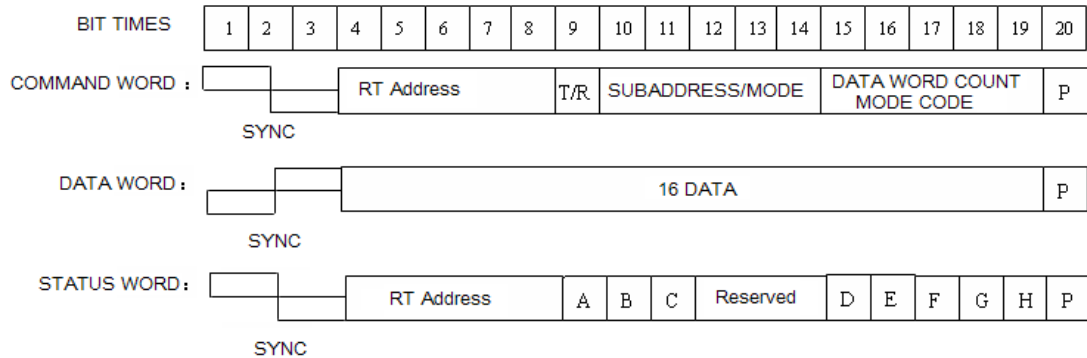 BIT TIMES 1 2 3 4 5 6 7 8 9 10 11 12 13 14 15 16 17 18 19 20
COMMAND WORD : RT Address T/R SUBADDRESS/MODE DATA WORD COUNT P
MODE CODE
SYNC
DATA WORD : 16 DATA P
SYNC
STATUS WORD: RT Address A B C Reserved D E F G H P
SYNC